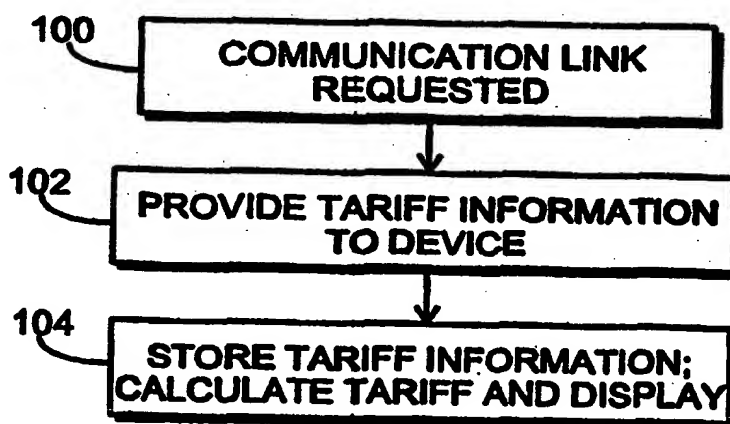 100
COMMUNICATION LINK
REQUESTED
102
PROVIDE TARIFF INFORMATION
TO DEVICE
104
STORE TARIFF INFORMATION;
CALCULATE TARIFF AND DISPLAY